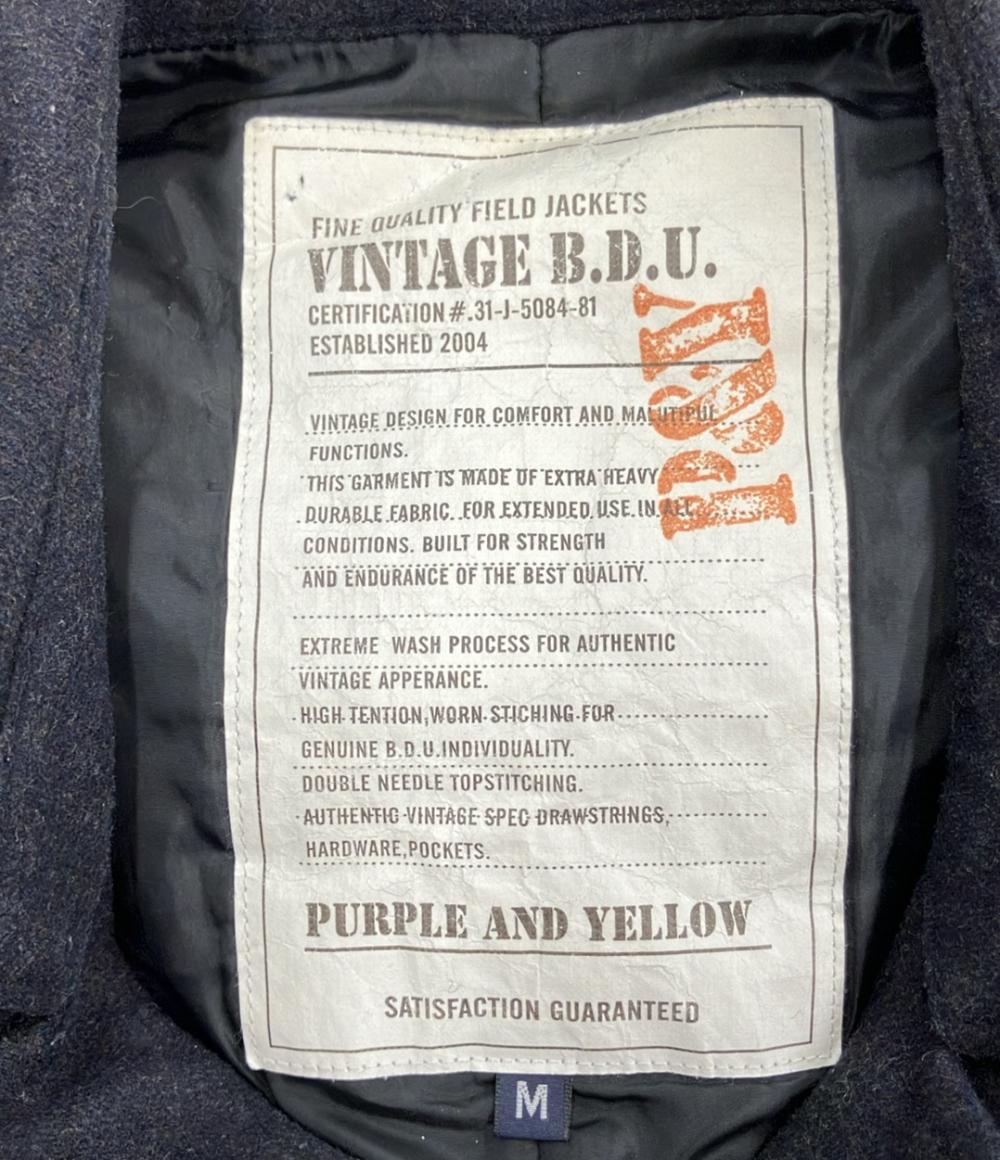 FINE QUALITY FIELD JACKETS
VINTAGE B.D.U.
CERTIFICATION #.31-J-5084-81
ESTABLISHED 2004
P&Y
VINTAGE DESIGN FOR COMFORT AND MALUTIPUL
FUNCTIONS.
THIS GARMENT IS MADE OF EXTRA HEAVY
DURABLE FABRIC. FOR EXTENDED, USE.IN ALL
CONDITIONS. BUILT FOR STRENGTH
AND ENDURANCE OF THE BEST QUALITY.
EXTREME WASH PROCESS FOR AUTHENTIC
VINTAGE APPERANCE.
HIGH TENTION,WORN STICHING FOR
GENUINE B.D.U.INDIVIDUALITY.
DOUBLE NEEDLE TOPSTITCHING.
AUTHENTIC VINTAGE SPEC DRAWSTRINGS,
HARDWARE,POCKETS.
PURPLE AND YELLOW
SATISFACTION GUARANTEED
M